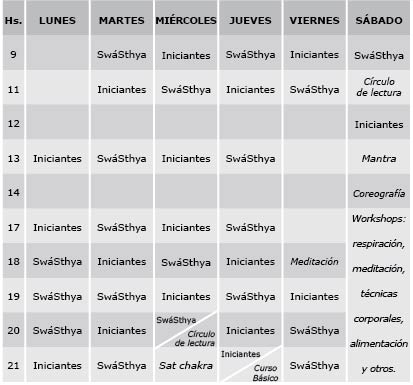 Hs. LUNES MARTES MIÉRCOLES JUEVES VIERNES SÁBADO
9 SwáSthya Iniciantes SwáSthya Iniciantes SwáSthya
11 Iniciantes SwáSthya Iniciantes SwáSthya Círculo
de lectura
12 Iniciantes
13 Iniciantes SwáSthya Iniciantes SwáSthya Mantra
14 Coreografía
17 Iniciantes SwáSthya Iniciantes SwáSthya Workshops:
respiración,
18 SwáSthya Iniciantes SwáSthya Iniciantes Meditación meditación,
19 SwáSthya SwáSthya Iniciantes SwáSthya Iniciantes técnicas
corporales,
20 SwáSthya Iniciantes SwáSthya Círculo
de lectura Iniciantes SwáSthya alimentación
21 Iniciantes SwáSthya Sat chakra Iniciantes Curso
Básico SwáSthya y otros.